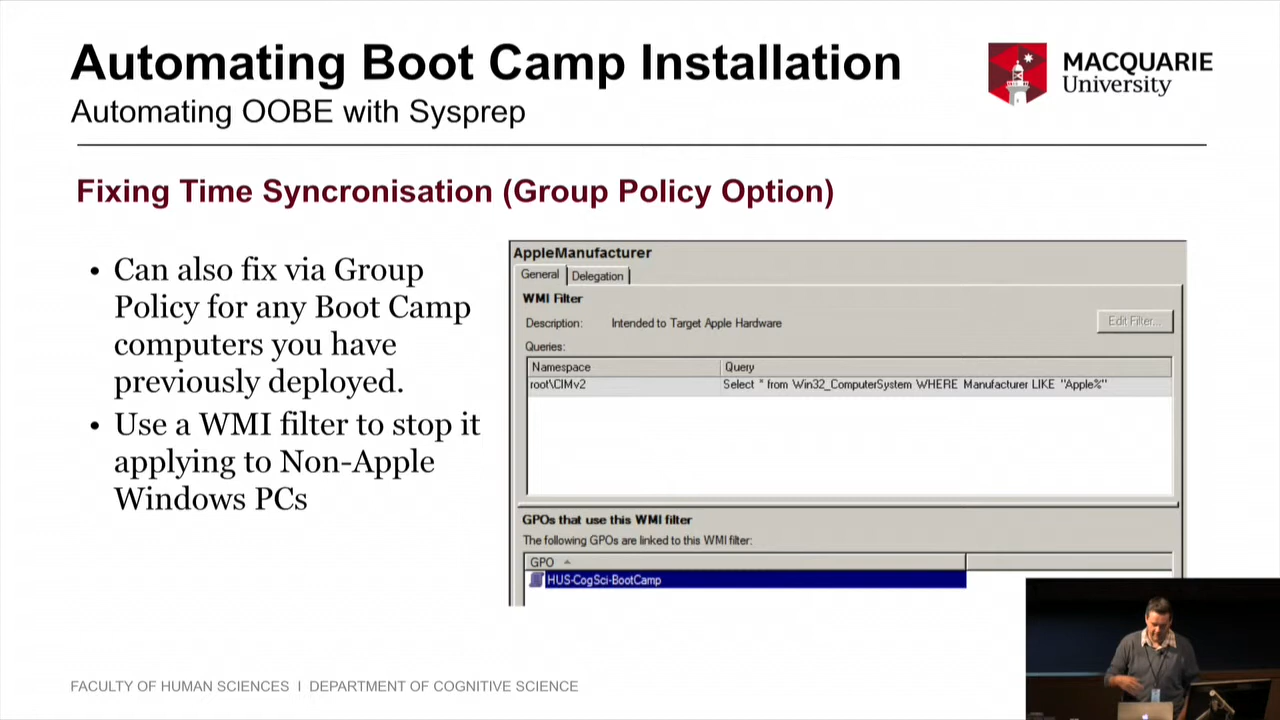 Automating Boot Camp Installation
Automating OOBE with Sysprep
MACQUARIE
University
Fixing Time Syncronisation (Group Policy Option)
• Can also fix via Group
Policy for any Boot Camp
computers you have
previously deployed.
• Use a WMI filter to stop it
applying to Non-Apple
Windows PCs
AppleManufacturer
General Delegation
WMI Filter
Description: Intended to Target Apple Hardware
Edit Filter...
Queries:
Namespace Query
root\CIMv2 Select * from Win32_ComputerSystem WHERE Manufacturer LIKE "Apple%"
GPOs that use this WMI filter
The following GPOs are linked to this WMI filter:
GPO
HUS-CogSci-BootCamp
FACULTY OF HUMAN SCIENCES I DEPARTMENT OF COGNITIVE SCIENCE